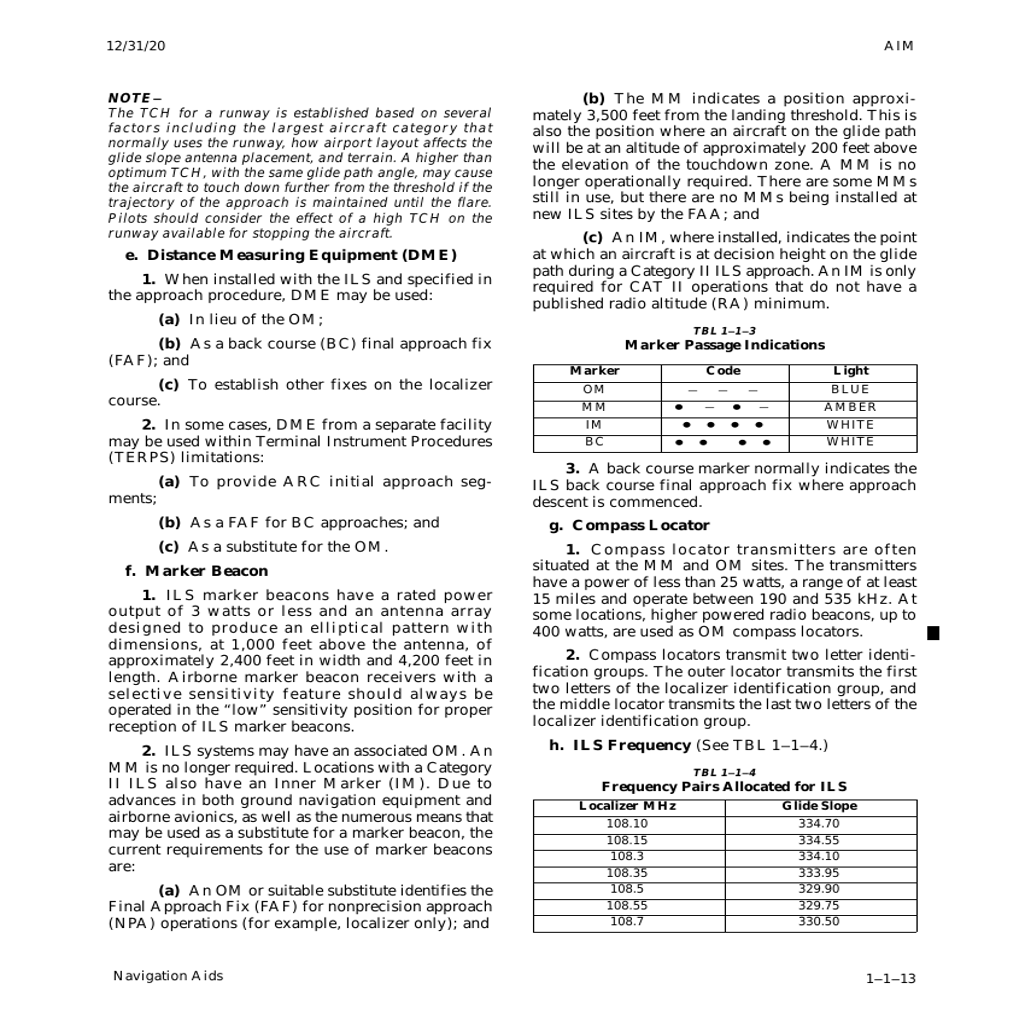 12/31/20
AIM
NOTE–
The TCH for a runway is established based on several
factors including the largest aircraft category that
normally uses the runway, how airport layout affects the
glide slope antenna placement, and terrain. A higher than
optimum TCH, with the same glide path angle, may cause
the aircraft to touch down further from the threshold if the
trajectory of the approach is maintained until the flare.
Pilots should consider the effect of a high TCH on the
runway available for stopping the aircraft.
e. Distance Measuring Equipment (DME)
1. When installed with the ILS and specified in
the approach procedure, DME may be used:
(a) In lieu of the OM;
(b) As a back course (BC) final approach fix
(FAF); and
(c) To establish other fixes on the localizer
course.
2. In some cases, DME from a separate facility
may be used within Terminal Instrument Procedures
(TERPS) limitations:
(a) To provide ARC initial approach seg-
ments;
(b) As a FAF for BC approaches; and
(c) As a substitute for the OM.
f. Marker Beacon
1. ILS marker beacons have a rated power
output of 3 watts or less and an antenna array
designed to produce an elliptical pattern with
dimensions, at 1,000 feet above the antenna, of
approximately 2,400 feet in width and 4,200 feet in
length. Airborne marker beacon receivers with a
selective sensitivity feature should always be
operated in the “low” sensitivity position for proper
reception of ILS marker beacons.
2. ILS systems may have an associated OM. An
MM is no longer required. Locations with a Category
II ILS also have an Inner Marker (IM). Due to
advances in both ground navigation equipment and
airborne avionics, as well as the numerous means that
may be used as a substitute for a marker beacon, the
current requirements for the use of marker beacons
are:
(a) An OM or suitable substitute identifies the
Final Approach Fix (FAF) for nonprecision approach
(NPA) operations (for example, localizer only); and
(b) The MM indicates a position approxi-
mately 3,500 feet from the landing threshold. This is
also the position where an aircraft on the glide path
will be at an altitude of approximately 200 feet above
the elevation of the touchdown zone. A MM is no
longer operationally required. There are some MMs
still in use, but there are no MMs being installed at
new ILS sites by the FAA; and
(c) An IM, where installed, indicates the point
at which an aircraft is at decision height on the glide
path during a Category II ILS approach. An IM is only
required for CAT II operations that do not have a
published radio altitude (RA) minimum.
TBL 1–1–3
Marker Passage Indications
Marker Code Light
OM – – – BLUE
MM ● – ● – AMBER
IM ● ● ● ● WHITE
BC ● ● ● ● WHITE
3. A back course marker normally indicates the
ILS back course final approach fix where approach
descent is commenced.
g. Compass Locator
1. Compass locator transmitters are often
situated at the MM and OM sites. The transmitters
have a power of less than 25 watts, a range of at least
15 miles and operate between 190 and 535 kHz. At
some locations, higher powered radio beacons, up to
400 watts, are used as OM compass locators.
2. Compass locators transmit two letter identi-
fication groups. The outer locator transmits the first
two letters of the localizer identification group, and
the middle locator transmits the last two letters of the
localizer identification group.
h. ILS Frequency (See TBL 1–1–4.)
TBL 1–1–4
Frequency Pairs Allocated for ILS
Localizer MHz Glide Slope
108.10 334.70
108.15 334.55
108.3 334.10
108.35 333.95
108.5 329.90
108.55 329.75
108.7 330.50
Navigation Aids
1–1–13